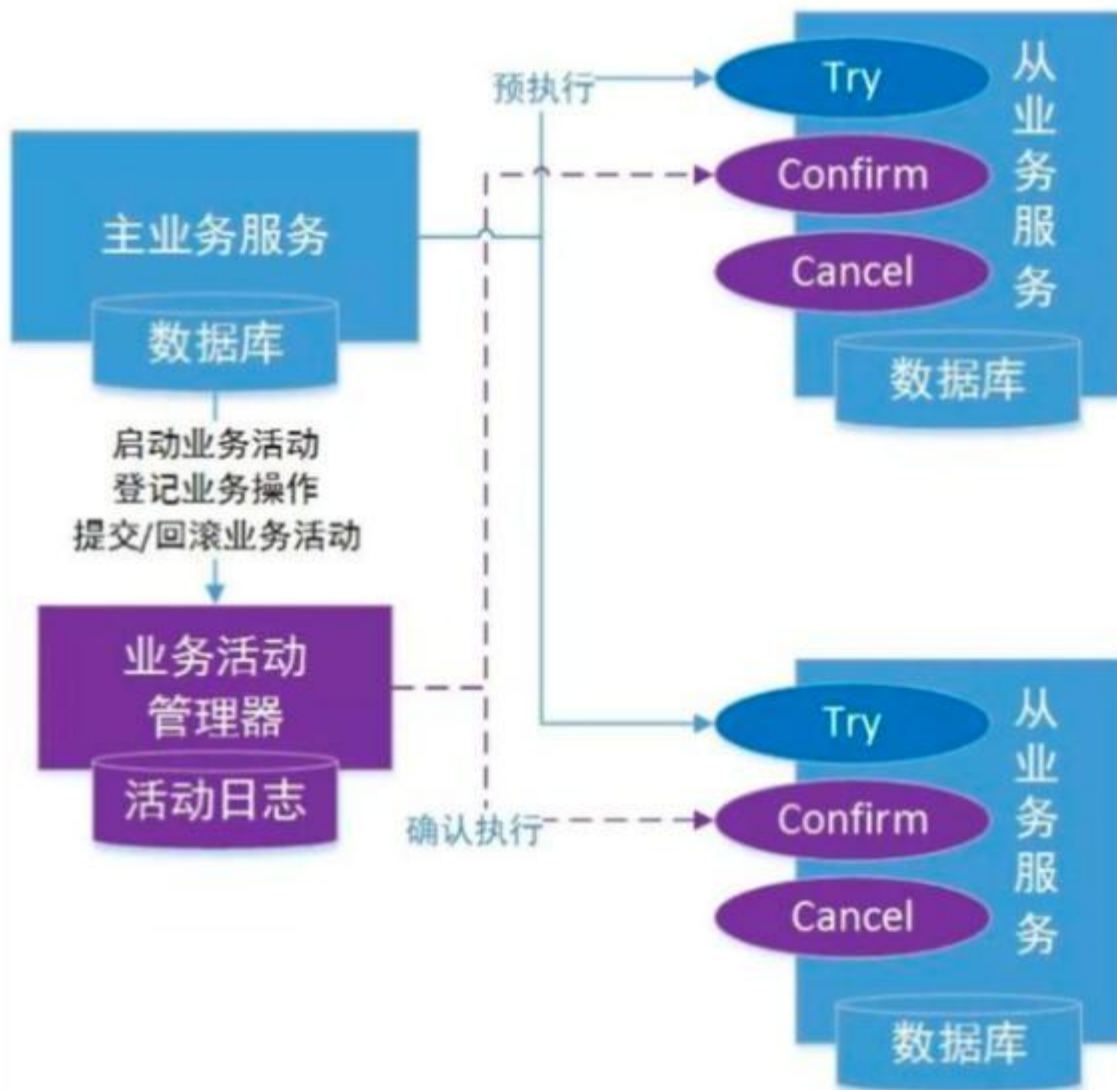 预执行
Try
Confirm
Cancel
从业务服务
数据库
主业务服务
数据库
启动业务活动
登记业务操作
提交/回滚业务活动
业务活动
管理器
活动日志
确认执行
Try
Confirm
Cancel
从业务服务
数据库